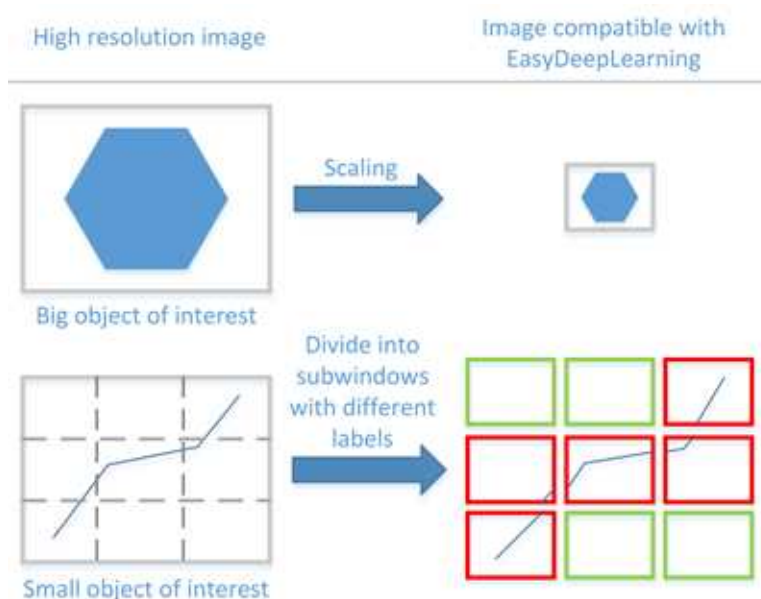 High resolution image
Image compatible with
EasyDeepLearning
Scaling
Big object of interest
Divide into
subwindows
with different
labels
Small object of interest